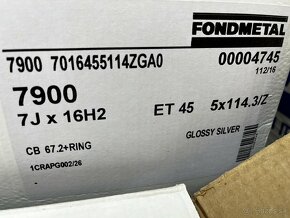 FONDMETAL
7900 7016455114ZGA0 00004745
112/16
7900
7J x 16H2 ET 45 5x114.3/Z
GLOSSY SILVER
CB 67.2+RING
1CRAPG002/26